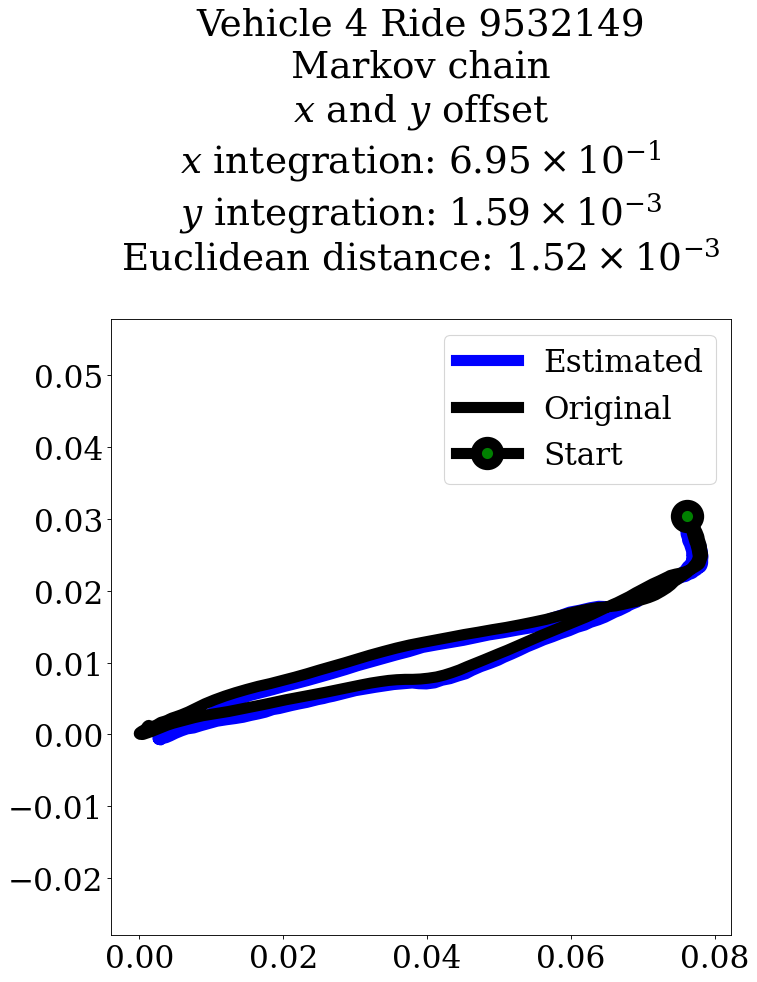 Vehicle 4 Ride 9532149
Markov chain
x and y offset
x integration: 6.95 × 10⁻¹
y integration: 1.59 × 10⁻³
Euclidean distance: 1.52 × 10⁻³
Estimated
Original
Start
0.05
0.04
0.03
0.02
0.01
0.00
−0.01
−0.02
0.00 0.02 0.04 0.06 0.08